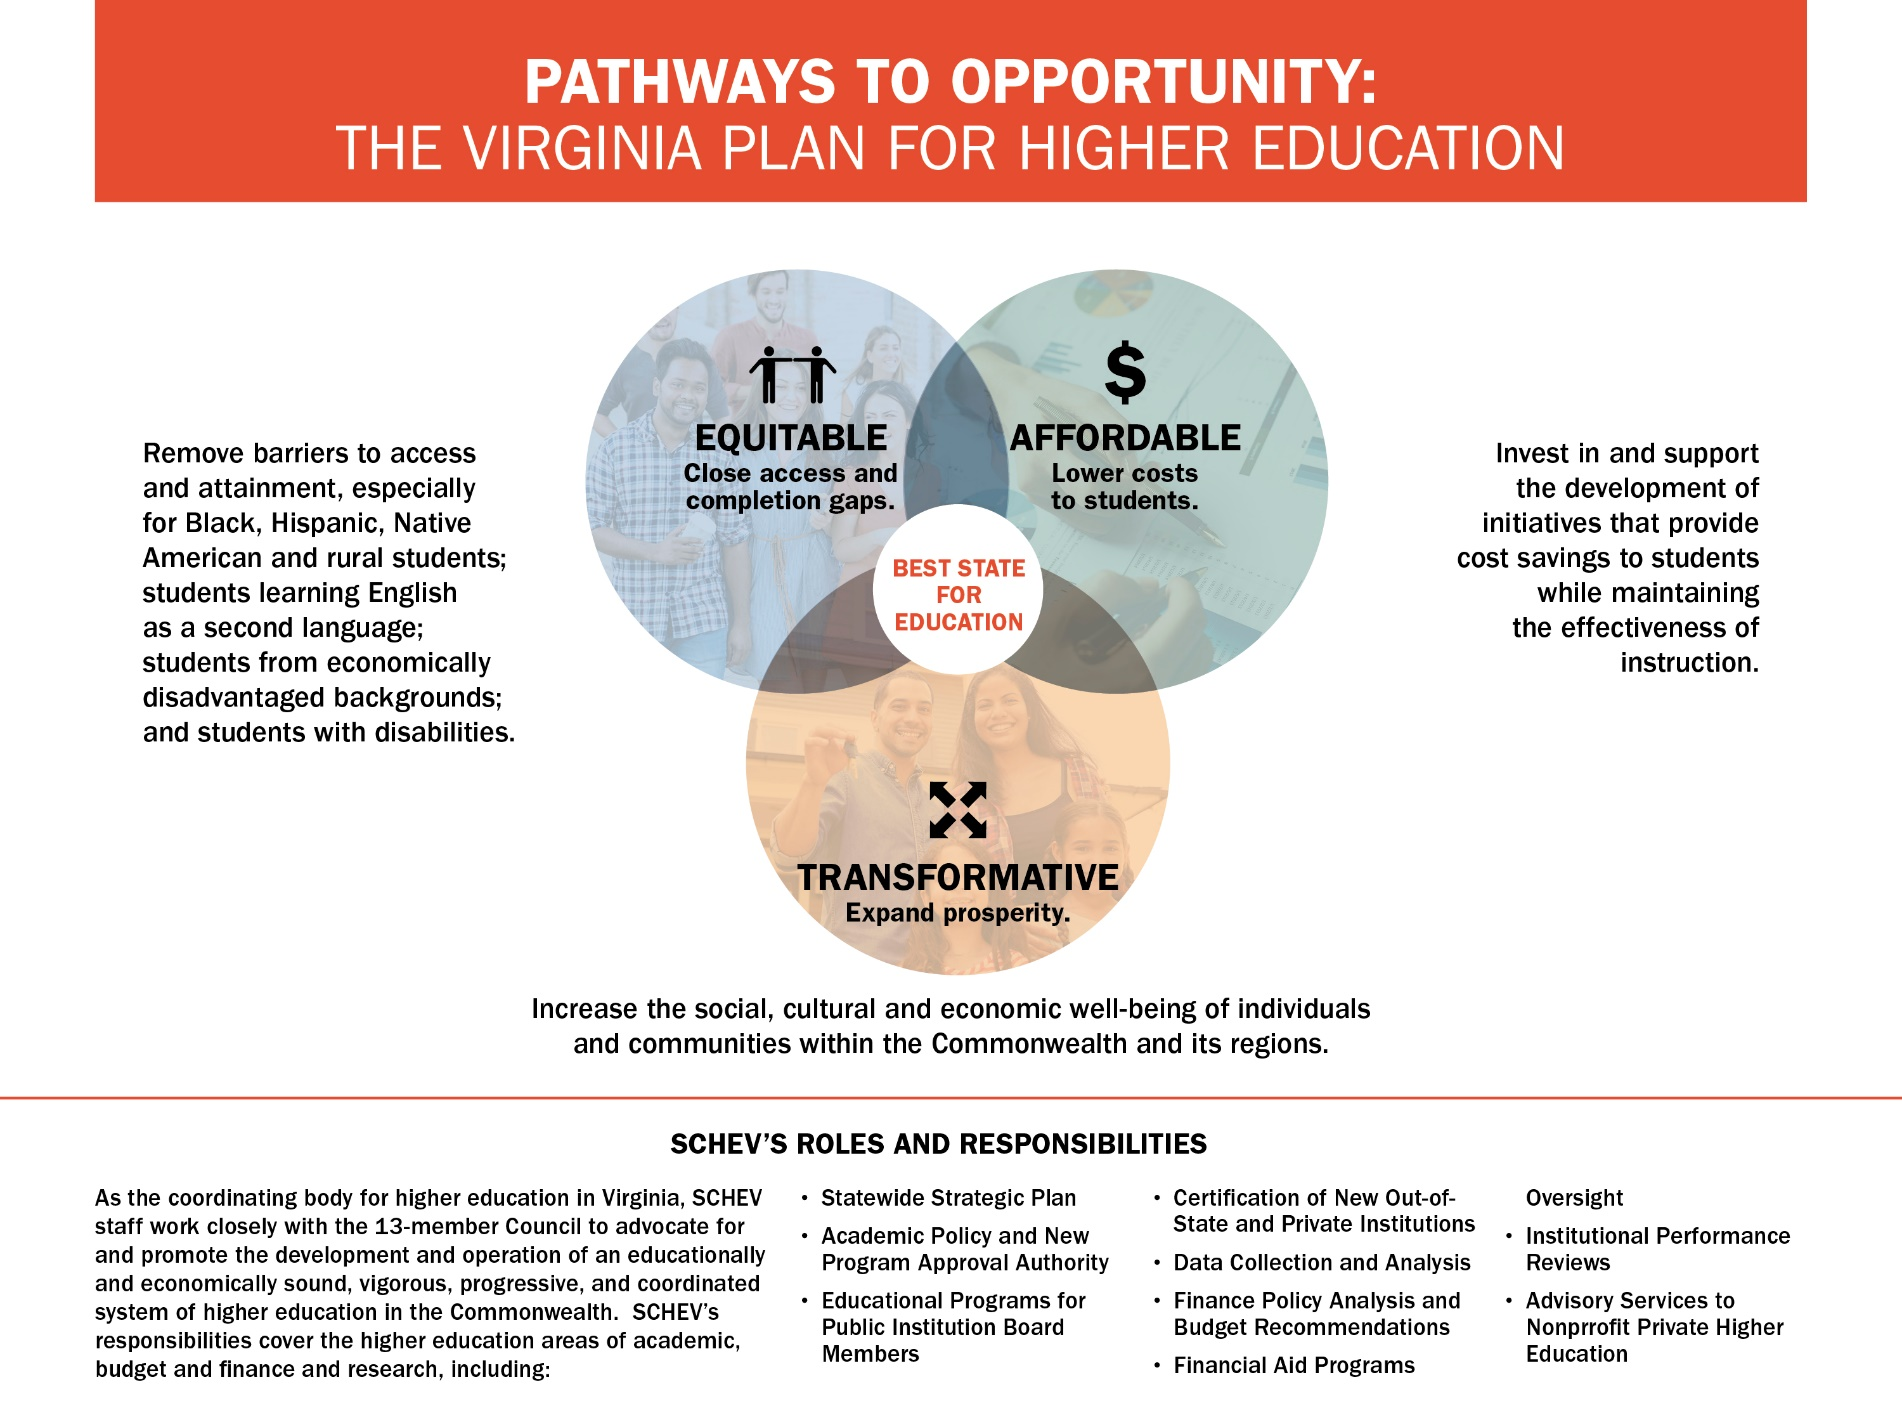 PATHWAYS TO OPPORTUNITY:
THE VIRGINIA PLAN FOR HIGHER EDUCATION
Remove barriers to access
and attainment, especially
for Black, Hispanic, Native
American and rural students;
students learning English
as a second language;
students from economically
disadvantaged backgrounds;
and students with disabilities.
EQUITABLE
Close access and
completion gaps.
$
AFFORDABLE
Lower costs
to students.
BEST STATE
FOR
EDUCATION
TRANSFORMATIVE
Expand prosperity.
Invest in and support
the development of
initiatives that provide
cost savings to students
while maintaining
the effectiveness of
instruction.
Increase the social, cultural and economic well-being of individuals
and communities within the Commonwealth and its regions.
SCHEV’S ROLES AND RESPONSIBILITIES
As the coordinating body for higher education in Virginia, SCHEV
staff work closely with the 13-member Council to advocate for
and promote the development and operation of an educationally
and economically sound, vigorous, progressive, and coordinated
system of higher education in the Commonwealth.  SCHEV’s
responsibilities cover the higher education areas of academic,
budget and finance and research, including:
• Statewide Strategic Plan
• Academic Policy and New
Program Approval Authority
• Educational Programs for
Public Institution Board
Members
• Certification of New Out-of-
State and Private Institutions
• Data Collection and Analysis
• Finance Policy Analysis and
Budget Recommendations
• Financial Aid Programs
Oversight
• Institutional Performance
Reviews
• Advisory Services to
Nonprrofit Private Higher
Education